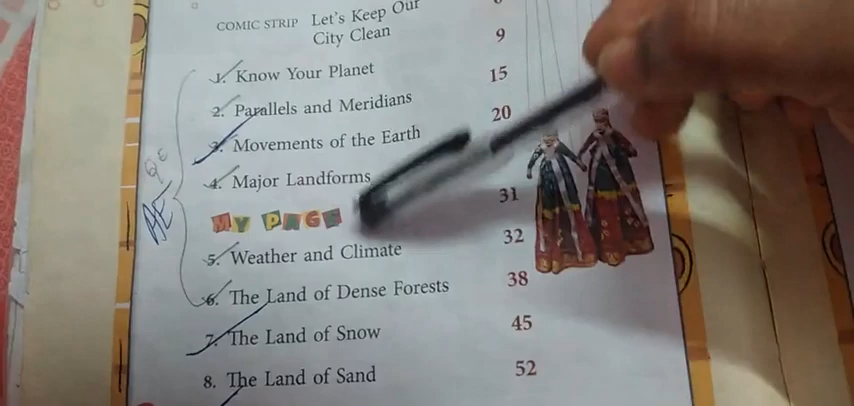 COMIC STRIP Let's Keep Our
City Clean 9
1. Know Your Planet 15
2. Parallels and Meridians 20
3. Movements of the Earth
4. Major Landforms 31
MY PAGE 32
5. Weather and Climate 38
6. The Land of Dense Forests 45
7. The Land of Snow 52
8. The Land of Sand